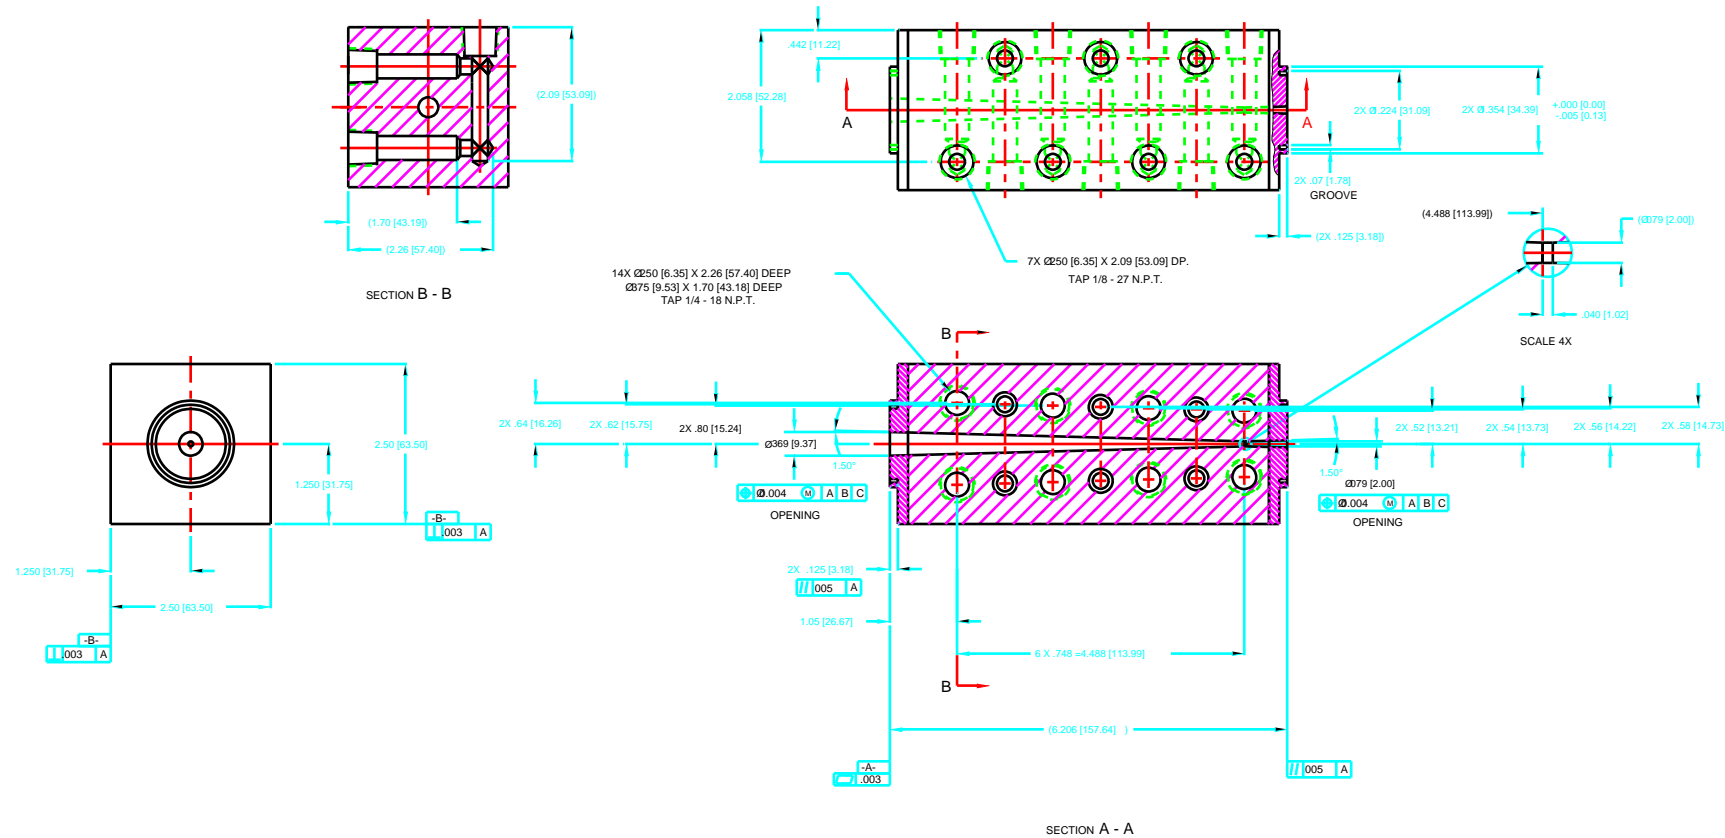 (2.09 [53.09])
(1.70 [43.19])
(2.26 [57.40])
SECTION B - B
.442 [11.22]
2.058 [52.28]
A
A
2X Ø.224 [31.09]
2X Ø.354 [34.39]
+.000 [0.00]
-.005 [0.13]
2X .07 [1.78]
GROOVE
(2X .125 [3.18])
7X Ø250 [6.35] X 2.09 [53.09] DP.
TAP 1/8 - 27 N.P.T.
(4.488 [113.99])
(Ø079 [2.00])
.040 [1.02]
SCALE 4X
14X Ø250 [6.35] X 2.26 [57.40] DEEP
Ø375 [9.53] X 1.70 [43.18] DEEP
TAP 1/4 - 18 N.P.T.
2.50 [63.50]
1.250 [31.75]
-B-
.003 A
1.250 [31.75]
2.50 [63.50]
-B-
.003 A
B
2X .64 [16.26]
2X .62 [15.75]
2X .80 [15.24]
Ø369 [9.37]
1.50°
Ø.004 M A B C
OPENING
2X .52 [13.21]
2X .54 [13.73]
2X .56 [14.22]
2X .58 [14.73]
1.50°
Ø079 [2.00]
Ø.004 M A B C
OPENING
2X .125 [3.18]
// 005 A
1.05 [26.67]
6 X .748 =4.488 [113.99]
B
(6.206 [157.64] )
-A-
.003
// 005 A
SECTION A - A